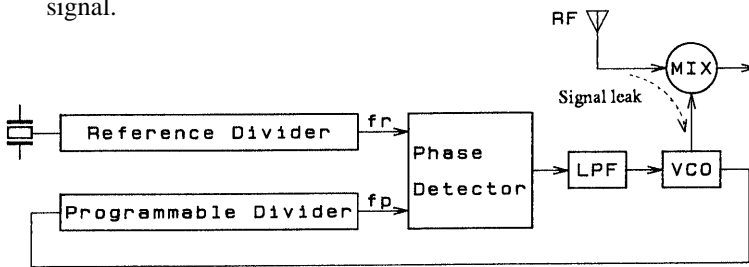 signal.
RF
MIX
Signal leak
Reference Divider
fr
Phase
Detector
LPF
VCO
Programmable Divider
fp